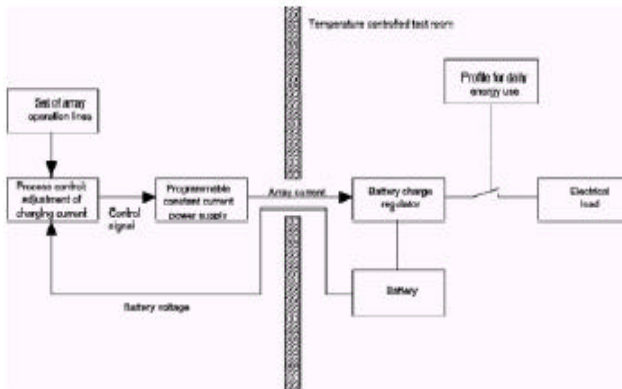 Temperature controlled test room
Profile for daily
energy use
Set of array
operation lines
Process control:
adjustment of
charging current
Control
signal
Programmable
constant current
power supply
Array current
Battery charge
regulator
Electrical
load
Battery
Battery voltage